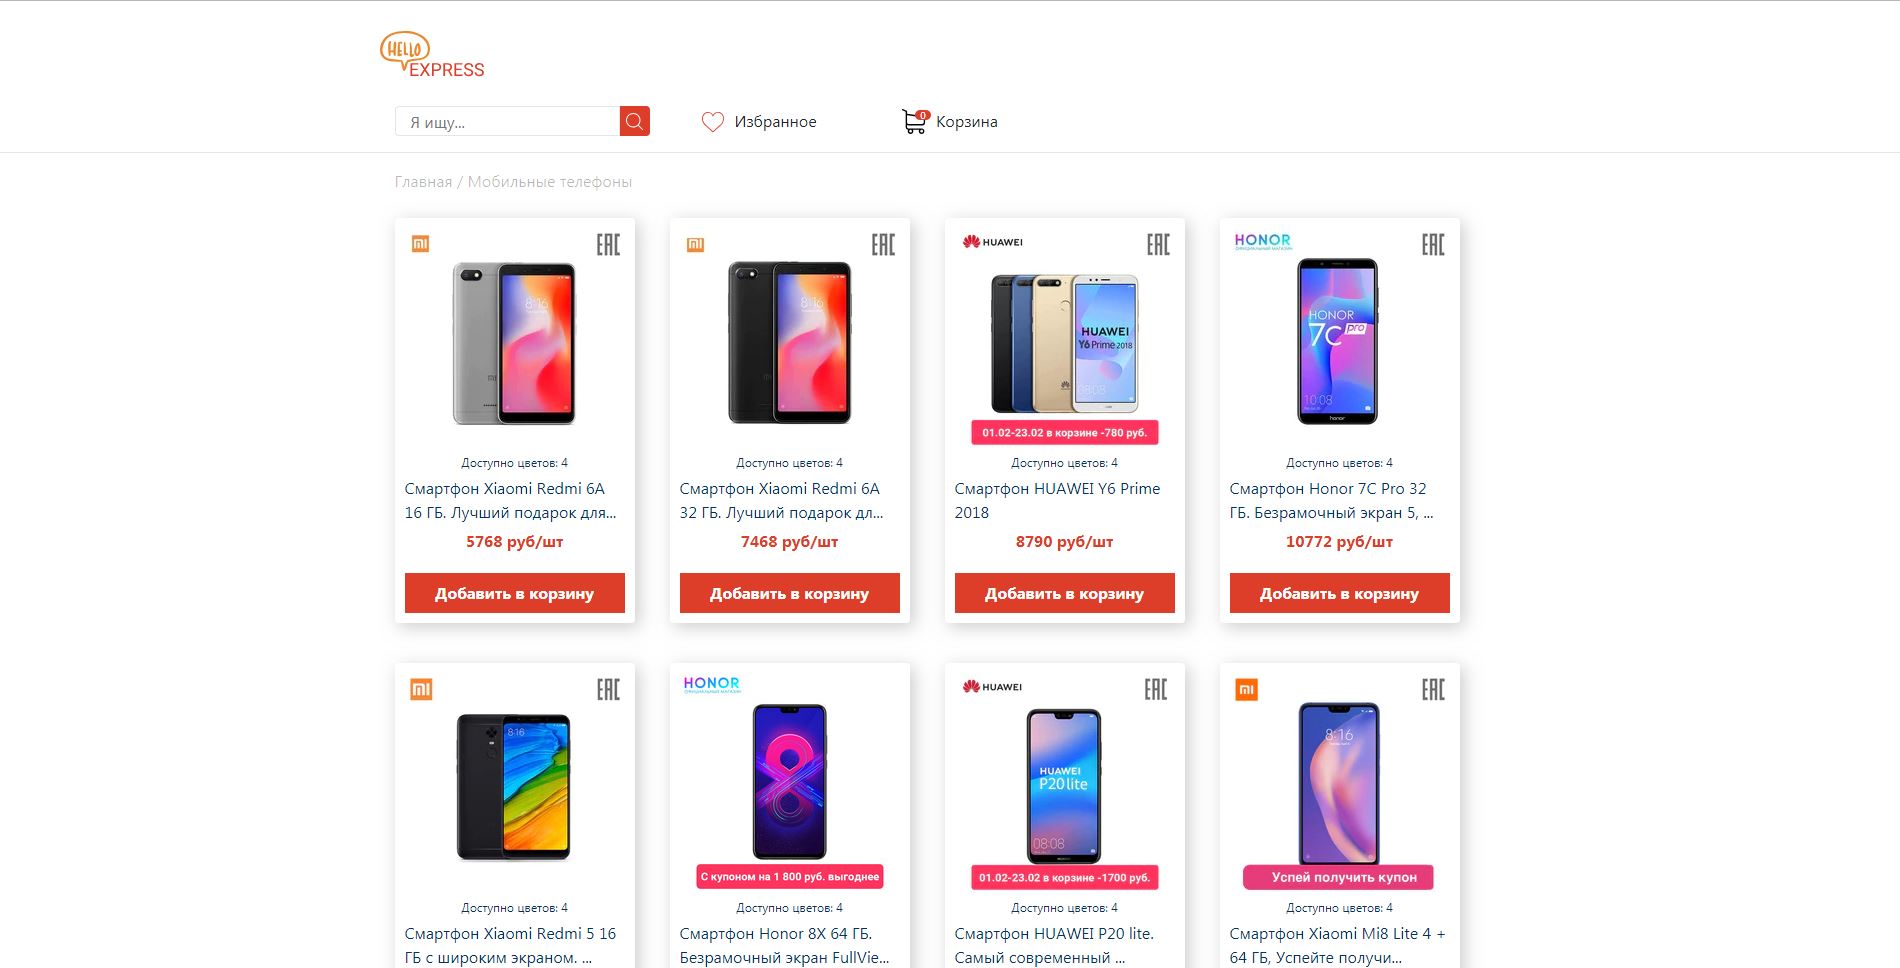 HELLO
EXPRESS
Я ищу...
Избранное
0
Корзина
Главная / Мобильные телефоны
EAC
8:16
EAC
8:16
HUAWEI
EAC
HUAWEI
Y6 Prime 2018
08:08
01.02-23.02 в корзине -780 руб.
HONOR
ОФИЦИАЛЬНЫЙ МАГАЗИН
EAC
HONOR
7C pro
10:08
honor
Доступно цветов: 4
Доступно цветов: 4
Доступно цветов: 4
Доступно цветов: 4
Смартфон Xiaomi Redmi 6A
16 ГБ. Лучший подарок для...
Смартфон Xiaomi Redmi 6A
32 ГБ. Лучший подарок дл...
Смартфон HUAWEI Y6 Prime
2018
Смартфон Honor 7C Pro 32
ГБ. Безрамочный экран 5, ...
5768 руб/шт
7468 руб/шт
8790 руб/шт
10772 руб/шт
Добавить в корзину
Добавить в корзину
Добавить в корзину
Добавить в корзину
EAC
8:16
HONOR
ОФИЦИАЛЬНЫЙ МАГАЗИН
С купоном на 1 800 руб. выгоднее
HUAWEI
EAC
HUAWEI
P20 lite
08:08
01.02-23.02 в корзине -1700 руб.
EAC
8:16
Успей получить купон
Доступно цветов: 4
Доступно цветов: 4
Доступно цветов: 4
Доступно цветов: 4
Смартфон Xiaomi Redmi 5 16
ГБ с широким экраном. ...
Смартфон Honor 8X 64 ГБ.
Безрамочный экран FullVie...
Смартфон HUAWEI P20 lite.
Самый современный ...
Смартфон Xiaomi Mi8 Lite 4 +
64 ГБ, Успейте получи...